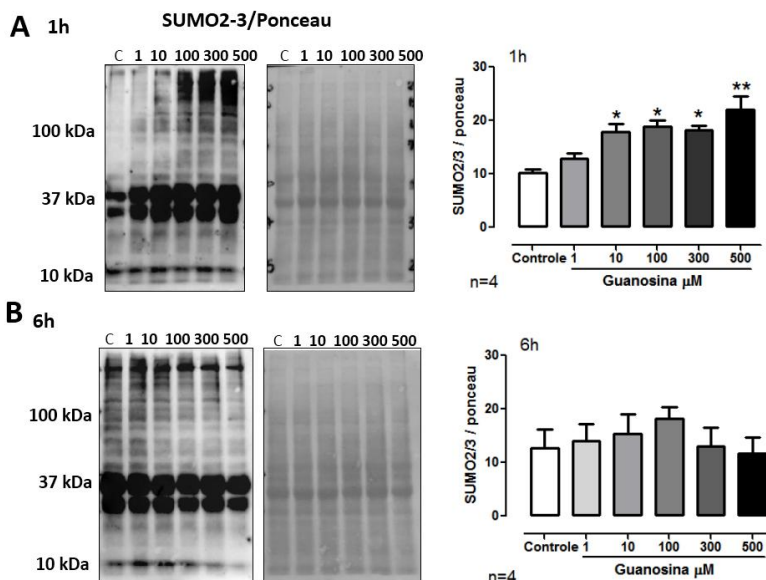 A 1h SUMO2-3/Ponceau
C 1 10 100 300 500
C 1 10 100 300 500
100 kDa
37 kDa
10 kDa
1h
SUMO2/3 / ponceau
30
20
10
0
*
*
*
**
Controle 1 10 100 300 500
Guanosina µM
n=4
B 6h
C 1 10 100 300 500
C 1 10 100 300 500
100 kDa
37 kDa
10 kDa
6h
SUMO2/3 / ponceau
30
20
10
0
Controle 1 10 100 300 500
Guanosina µM
n=4